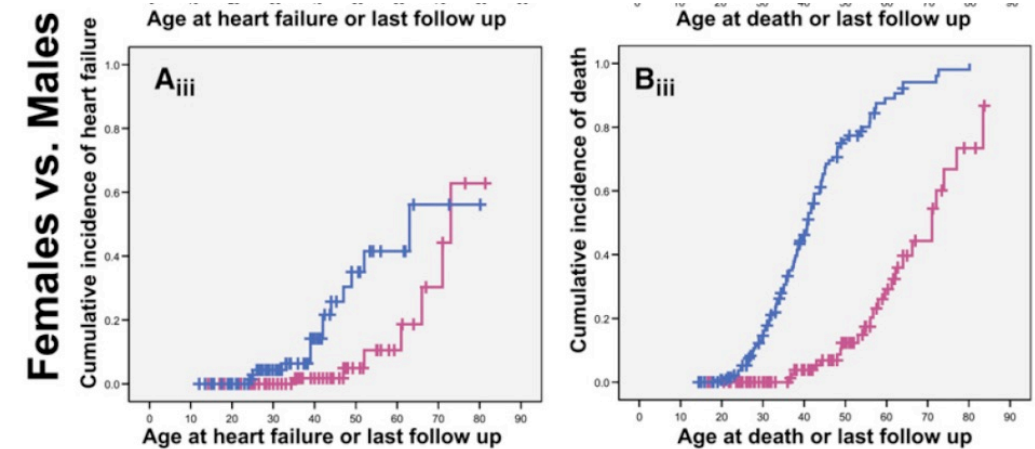 Age at heart failure or last follow up
Age at death or last follow up
Females vs. Males
Cumulative incidence of heart failure
Aiii
1.0
0.8
0.6
0.4
0.2
0.0
0 10 20 30 40 50 60 70 80 90
Age at heart failure or last follow up
Cumulative incidence of death
Biii
1.0
0.8
0.6
0.4
0.2
0.0
0 10 20 30 40 50 60 70 80 90
Age at death or last follow up